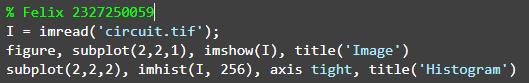 % Felix 2327250059
I = imread('circuit.tif');
figure, subplot(2,2,1), imshow(I), title('Image')
subplot(2,2,2), imhist(I, 256), axis tight, title('Histogram')